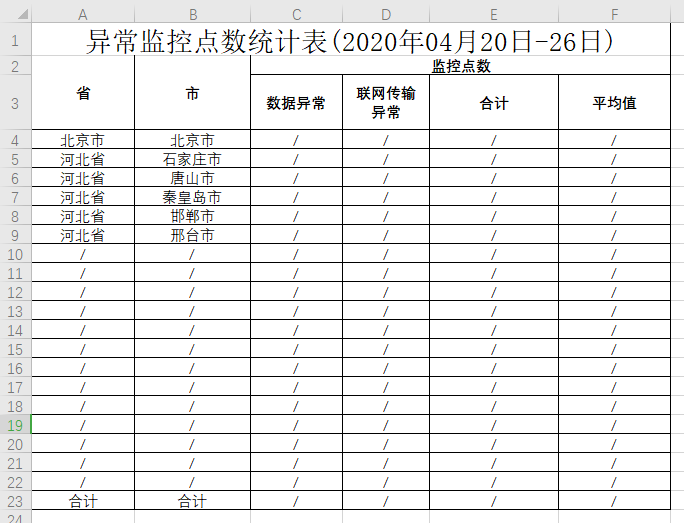 A B C D E F
1 异常监控点数统计表(2020年04月20日-26日)
2 省 市 监控点数
3 数据异常 联网传输异常 合计 平均值
4 北京市 北京市 / / / /
5 河北省 石家庄市 / / / /
6 河北省 唐山市 / / / /
7 河北省 秦皇岛市 / / / /
8 河北省 邯郸市 / / / /
9 河北省 邢台市 / / / /
10 / / / / / /
11 / / / / / /
12 / / / / / /
13 / / / / / /
14 / / / / / /
15 / / / / / /
16 / / / / / /
17 / / / / / /
18 / / / / / /
19 / / / / / /
20 / / / / / /
21 / / / / / /
22 / / / / / /
23 合计 合计 / / / /
24